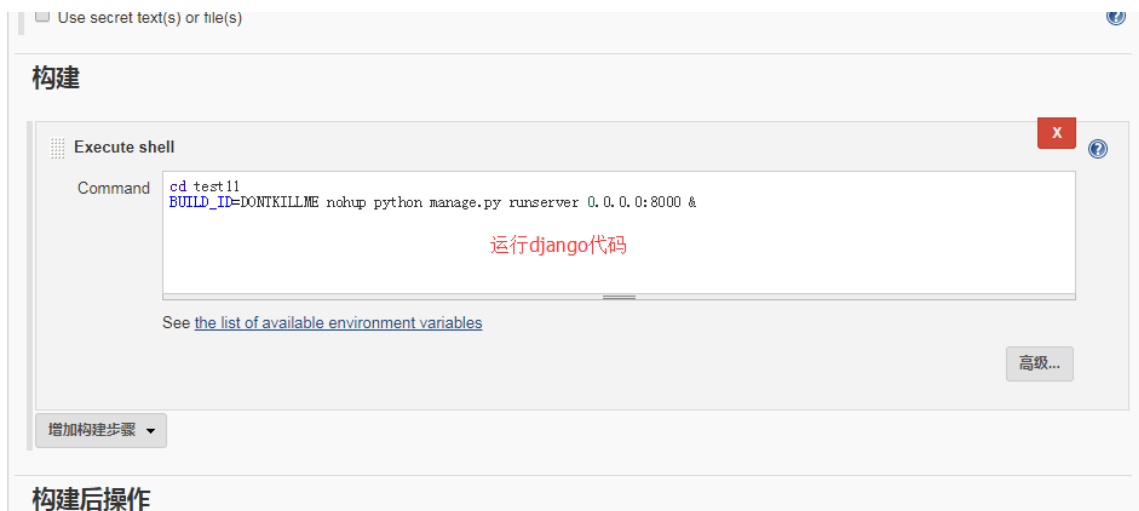 Use secret text(s) or file(s)
构建
X
Execute shell
Command
cd test11
BUILD_ID=DONTKILLME nohup python manage.py runserver 0.0.0.0:8000 &
运行django代码
See the list of available environment variables
高级...
增加构建步骤
构建后操作